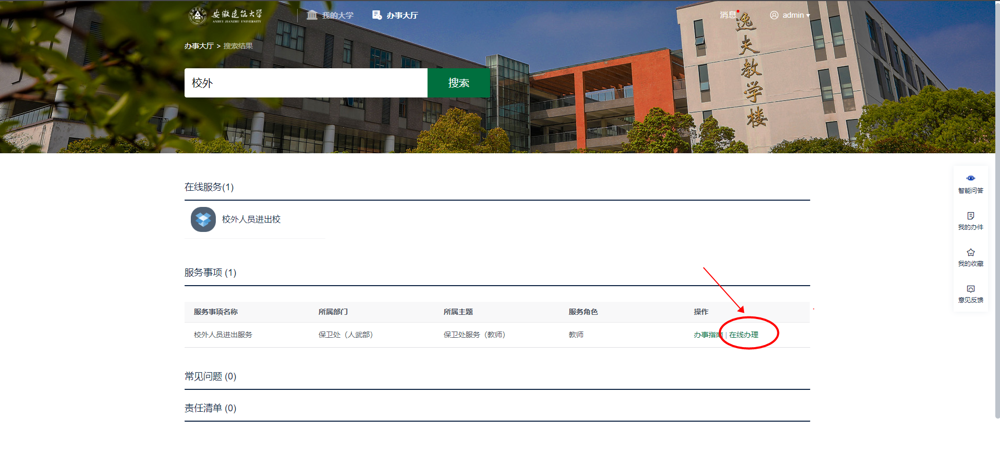 安徽建筑大学
ANHUI JIANZHU UNIVERSITY
我的大学
办事大厅
消息
admin
办事大厅 > 搜索结果
校外
搜索
逸夫教学楼
在线服务(1)
校外人员进出校
服务事项 (1)
服务事项名称 所属部门 所属主题 服务角色 操作
校外人员进出服务 保卫处（人武部） 保卫处服务（教师） 教师 办事指南 | 在线办理
常见问题 (0)
责任清单 (0)
智能问答
我的办件
我的收藏
意见反馈